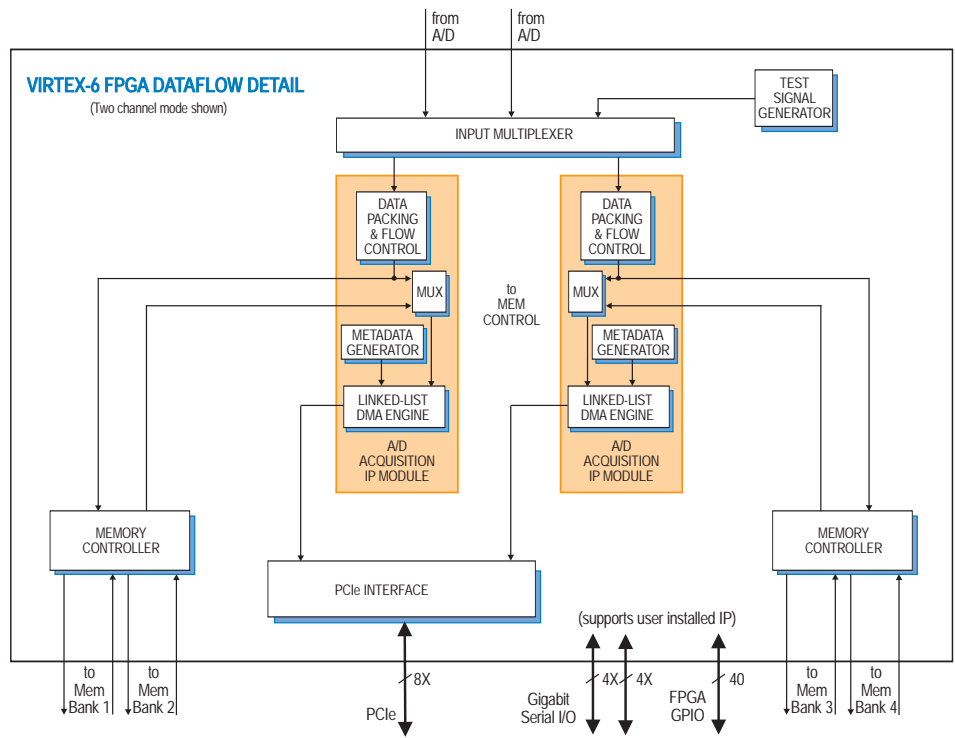 from
A/D
from
A/D
VIRTEX-6 FPGA DATAFLOW DETAIL
(Two channel mode shown)
TEST
SIGNAL
GENERATOR
INPUT MULTIPLEXER
DATA
PACKING
& FLOW
CONTROL
DATA
PACKING
& FLOW
CONTROL
MUX
to
MEM
CONTROL
MUX
METADATA
GENERATOR
METADATA
GENERATOR
LINKED-LIST
DMA ENGINE
LINKED-LIST
DMA ENGINE
A/D
ACQUISITION
IP MODULE
A/D
ACQUISITION
IP MODULE
MEMORY
CONTROLLER
MEMORY
CONTROLLER
PCIe INTERFACE
(supports user installed IP)
to
Mem
Bank 1
to
Mem
Bank 2
8X
PCIe
4X
4X
Gigabit
Serial I/O
40
FPGA
GPIO
to
Mem
Bank 3
to
Mem
Bank 4